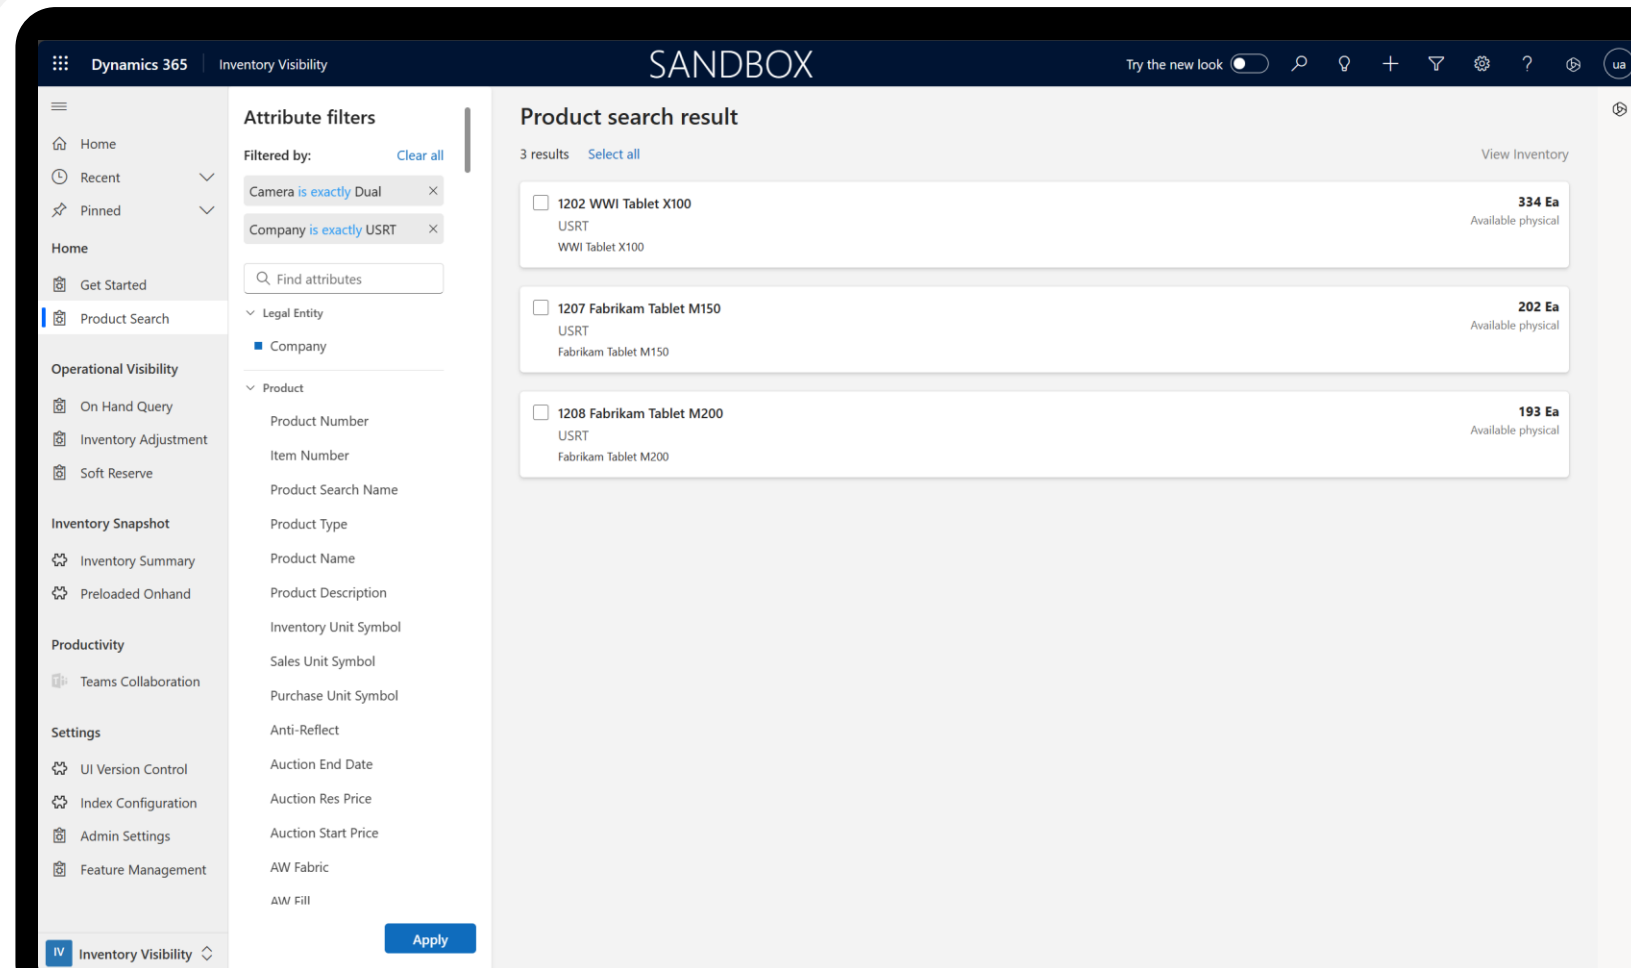 Dynamics 365
Inventory Visibility
SANDBOX
Try the new look
ua
Home
Recent
Pinned
Home
Get Started
Product Search
Operational Visibility
On Hand Query
Inventory Adjustment
Soft Reserve
Inventory Snapshot
Inventory Summary
Preloaded Onhand
Productivity
Teams Collaboration
Settings
UI Version Control
Index Configuration
Admin Settings
Feature Management
IV Inventory Visibility
Attribute filters
Filtered by: Clear all
Camera is exactly Dual
Company is exactly USRT
Find attributes
Legal Entity
Company
Product
Product Number
Item Number
Product Search Name
Product Type
Product Name
Product Description
Inventory Unit Symbol
Sales Unit Symbol
Purchase Unit Symbol
Anti-Reflect
Auction End Date
Auction Res Price
Auction Start Price
AW Fabric
AW Fill
Apply
Product search result
3 results Select all
View Inventory
1202 WWI Tablet X100
USRT
WWI Tablet X100
334 Ea
Available physical
1207 Fabrikam Tablet M150
USRT
Fabrikam Tablet M150
202 Ea
Available physical
1208 Fabrikam Tablet M200
USRT
Fabrikam Tablet M200
193 Ea
Available physical